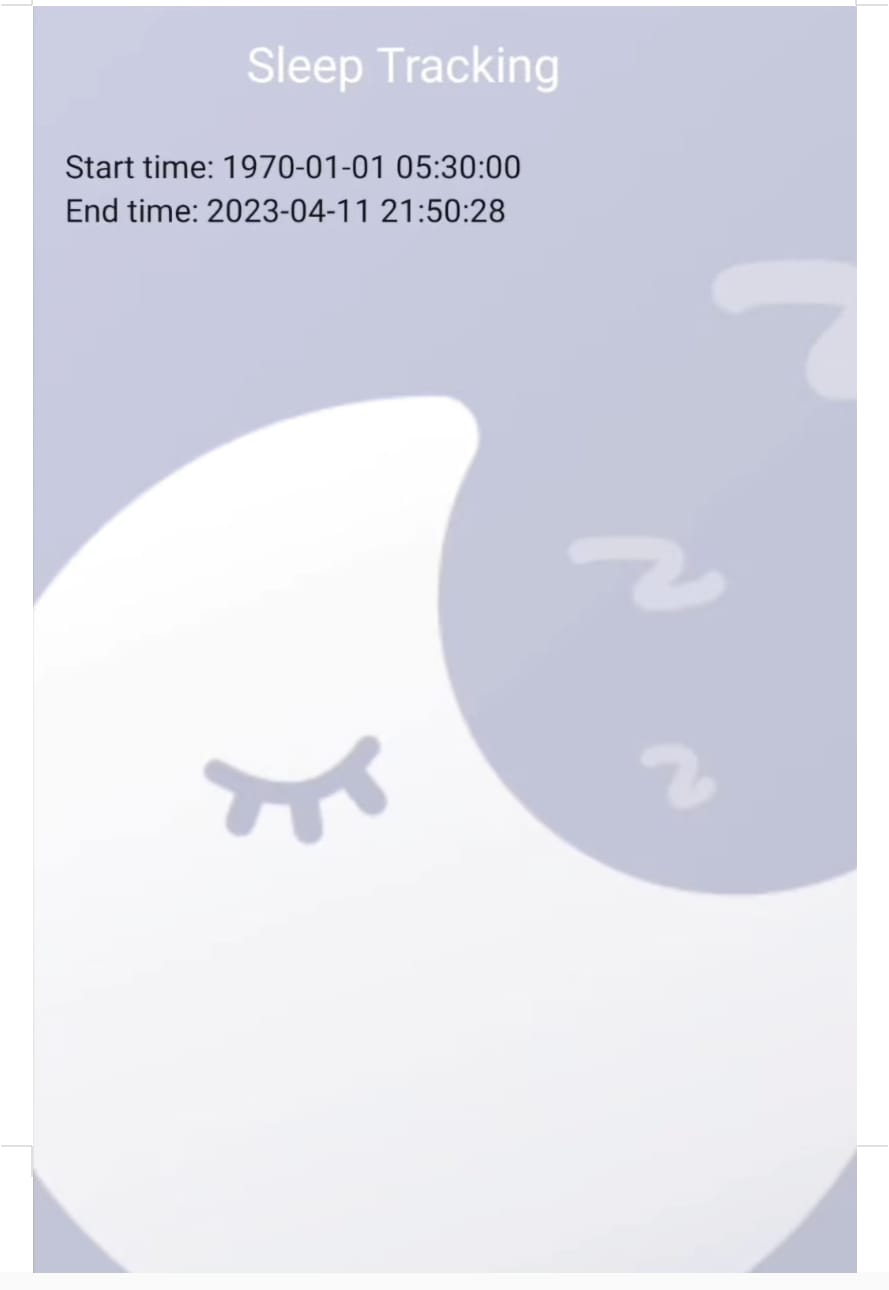 Sleep Tracking
Start time: 1970-01-01 05:30:00
End time: 2023-04-11 21:50:28